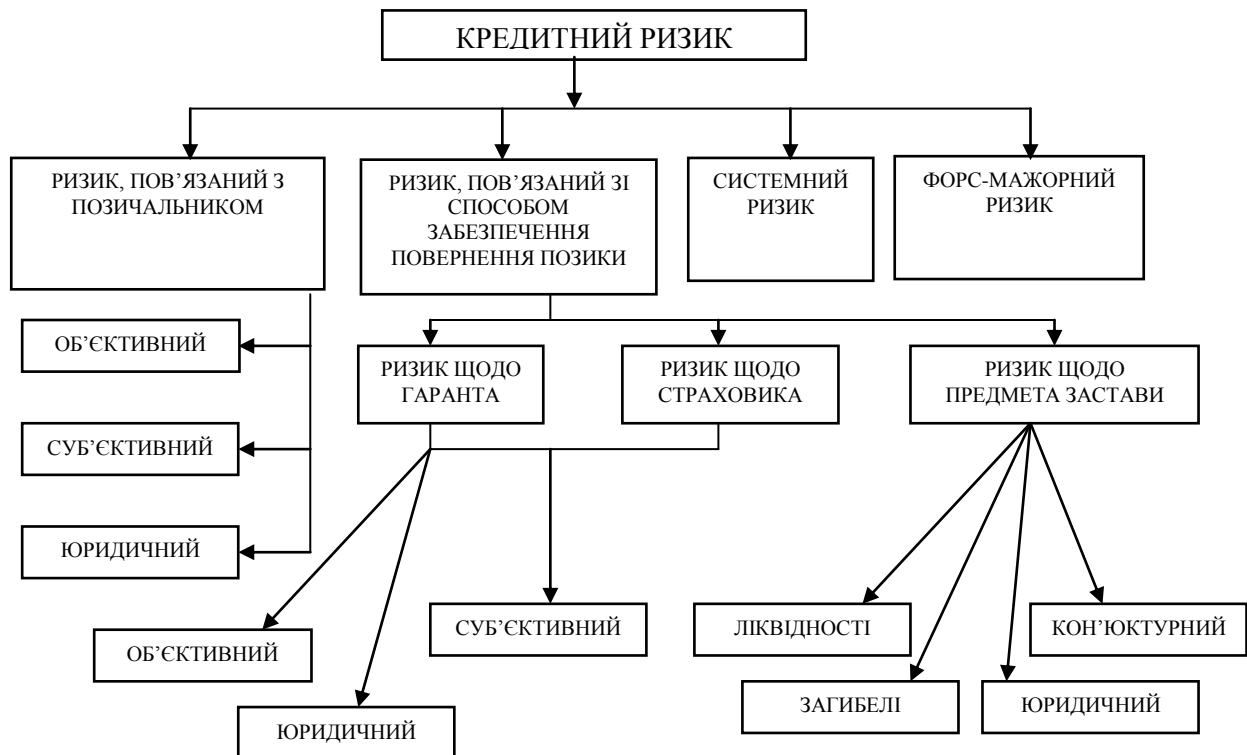 КРЕДИТНИЙ РИЗИК
РИЗИК, ПОВ’ЯЗАНИЙ З
ПОЗИЧАЛЬНИКОМ
РИЗИК, ПОВ’ЯЗАНИЙ ЗІ
СПОСОБОМ
ЗАБЕЗПЕЧЕННЯ
ПОВЕРНЕННЯ ПОЗИКИ
СИСТЕМНИЙ
РИЗИК
ФОРС-МАЖОРНИЙ
РИЗИК
ОБ’ЄКТИВНИЙ
СУБ’ЄКТИВНИЙ
ЮРИДИЧНИЙ
РИЗИК ЩОДО
ГАРАНТА
РИЗИК ЩОДО
СТРАХОВИКА
РИЗИК ЩОДО
ПРЕДМЕТА ЗАСТАВИ
ОБ’ЄКТИВНИЙ
СУБ’ЄКТИВНИЙ
ЮРИДИЧНИЙ
ЛІКВІДНОСТІ
КОН’ЮКТУРНИЙ
ЗАГИБЕЛІ
ЮРИДИЧНИЙ